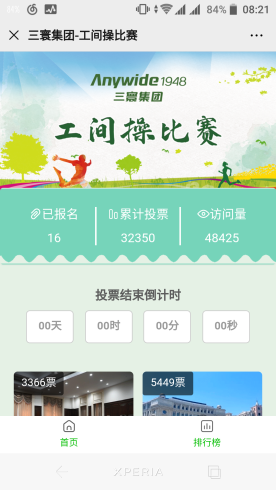 84% 08:21
三寰集团-工间操比赛
Anywide 1948
三寰集团
工间操比赛
已报名 累计投票 访问量
16 32350 48425
投票结束倒计时
00天 00时 00分 00秒
3366票 5449票
首页 排行榜
XPERIA